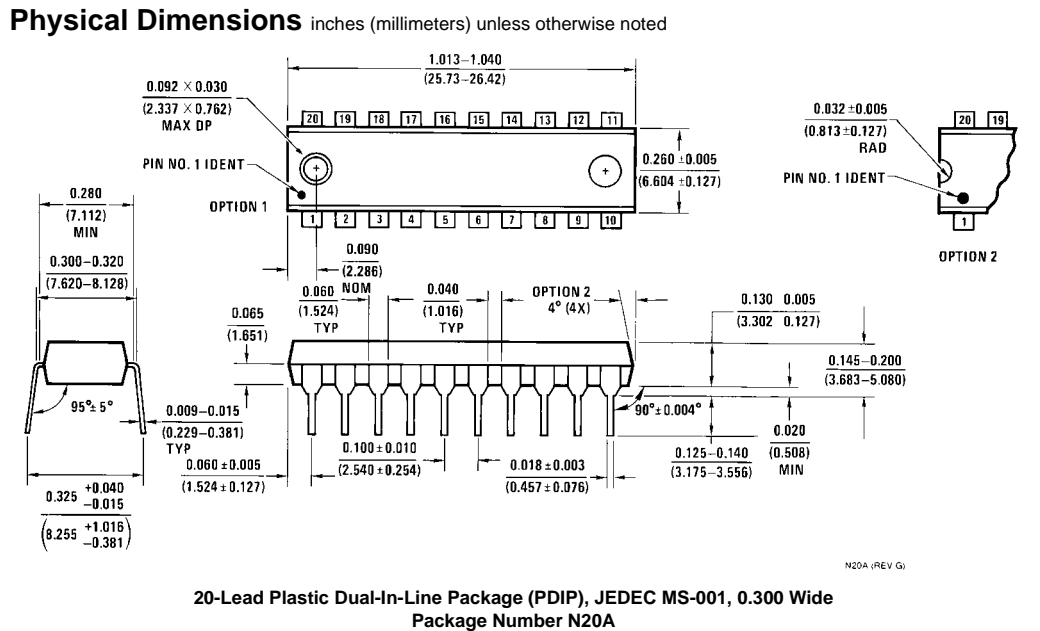 Physical Dimensions inches (millimeters) unless otherwise noted
1.013–1.040
(25.73–26.42)
0.092 × 0.030
(2.337 × 0.762)
MAX DP
20 19 18 17 16 15 14 13 12 11
0.032 ±0.005
(0.813 ±0.127)
RAD
20 19
PIN NO. 1 IDENT
0.260 ±0.005
(6.604 ±0.127)
PIN NO. 1 IDENT
OPTION 1
1 2 3 4 5 6 7 8 9 10
1
OPTION 2
0.280
(7.112)
MIN
0.090
(2.286)
NOM
0.300–0.320
(7.620–8.128)
0.060
(1.524)
TYP
0.040
(1.016)
TYP
OPTION 2
4° (4X)
0.130 0.005
(3.302 0.127)
0.065
(1.651)
0.145–0.200
(3.683–5.080)
95°± 5°
90°±0.004°
0.009–0.015
(0.229–0.381)
TYP
0.020
(0.508)
MIN
0.100 ±0.010
(2.540 ±0.254)
0.125–0.140
(3.175–3.556)
0.060 ±0.005
(1.524 ±0.127)
0.018 ±0.003
(0.457 ±0.076)
0.325 +0.040
–0.015
(8.255 +1.016
–0.381)
N20A (REV G)
20-Lead Plastic Dual-In-Line Package (PDIP), JEDEC MS-001, 0.300 Wide
Package Number N20A